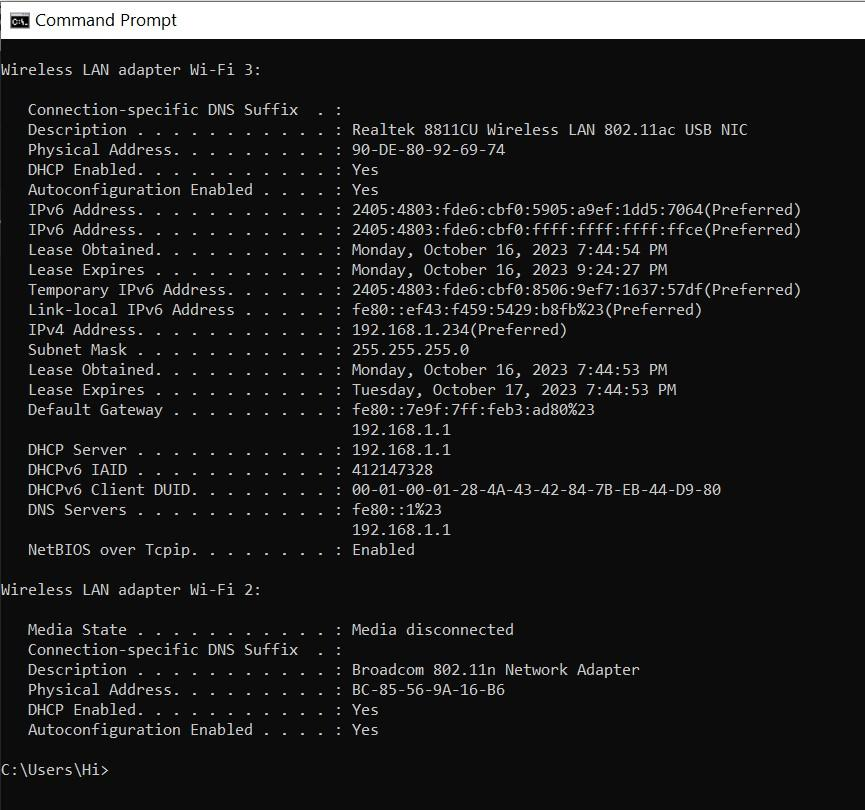 Command Prompt
Wireless LAN adapter Wi-Fi 3:
Connection-specific DNS Suffix . :
Description . . . . . . . . . . . : Realtek 8811CU Wireless LAN 802.11ac USB NIC
Physical Address. . . . . . . . . : 90-DE-80-92-69-74
DHCP Enabled. . . . . . . . . . . : Yes
Autoconfiguration Enabled . . . . : Yes
IPv6 Address. . . . . . . . . . . : 2405:4803:fde6:cbf0:5905:a9ef:1dd5:7064(Preferred)
IPv6 Address. . . . . . . . . . . : 2405:4803:fde6:cbf0:ffff:ffff:ffff:ffce(Preferred)
Lease Obtained. . . . . . . . . . : Monday, October 16, 2023 7:44:54 PM
Lease Expires . . . . . . . . . . : Monday, October 16, 2023 9:24:27 PM
Temporary IPv6 Address. . . . . . : 2405:4803:fde6:cbf0:8506:9ef7:1637:57df(Preferred)
Link-local IPv6 Address . . . . . : fe80::ef43:f459:5429:b8fb%23(Preferred)
IPv4 Address. . . . . . . . . . . : 192.168.1.234(Preferred)
Subnet Mask . . . . . . . . . . . : 255.255.255.0
Lease Obtained. . . . . . . . . . : Monday, October 16, 2023 7:44:53 PM
Lease Expires . . . . . . . . . . : Tuesday, October 17, 2023 7:44:53 PM
Default Gateway . . . . . . . . . : fe80::7e9f:7ff:feb3:ad80%23
192.168.1.1
DHCP Server . . . . . . . . . . . : 192.168.1.1
DHCPv6 IAID . . . . . . . . . . . : 412147328
DHCPv6 Client DUID. . . . . . . . : 00-01-00-01-28-4A-43-42-84-7B-EB-44-D9-80
DNS Servers . . . . . . . . . . . : fe80::1%23
192.168.1.1
NetBIOS over Tcpip. . . . . . . . : Enabled
Wireless LAN adapter Wi-Fi 2:
Media State . . . . . . . . . . . : Media disconnected
Connection-specific DNS Suffix . :
Description . . . . . . . . . . . : Broadcom 802.11n Network Adapter
Physical Address. . . . . . . . . : BC-85-56-9A-16-B6
DHCP Enabled. . . . . . . . . . . : Yes
Autoconfiguration Enabled . . . . : Yes
C:\Users\Hi>